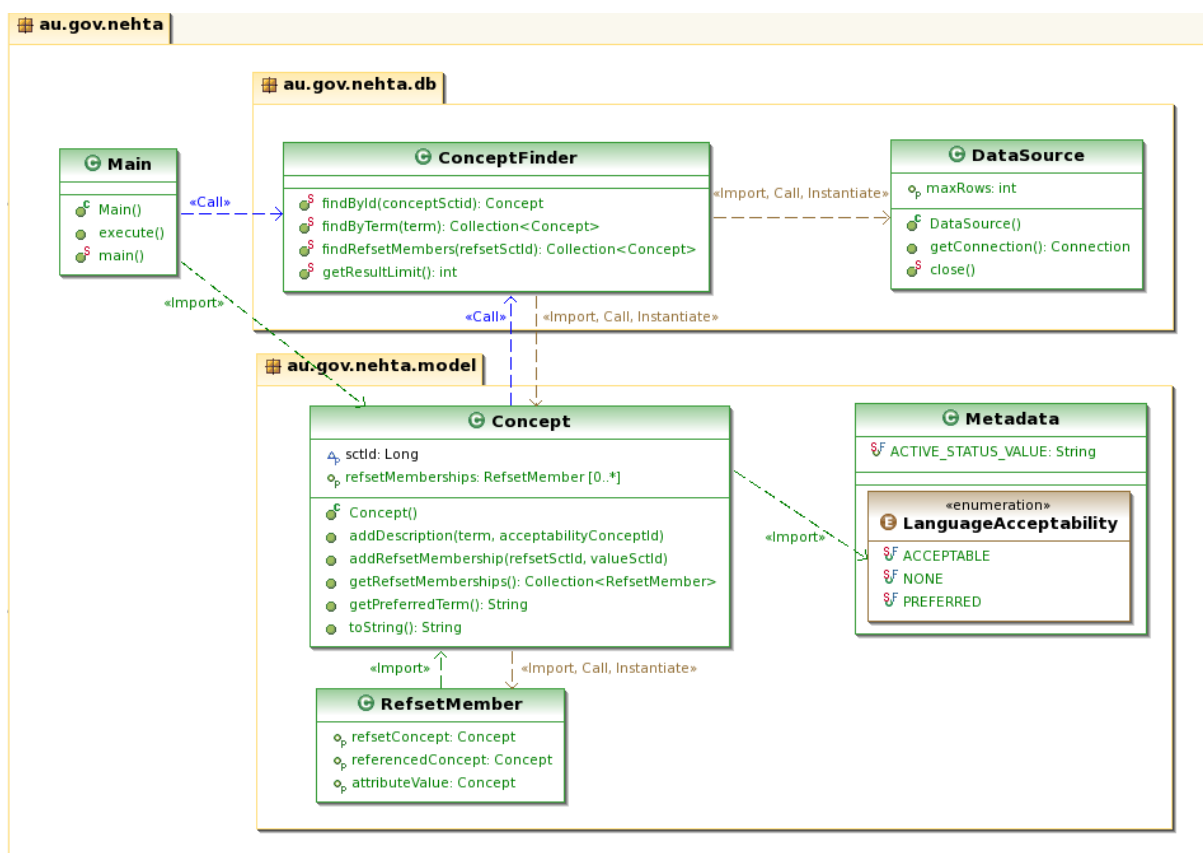 au.gov.nehta
au.gov.nehta.db
Main
Main()
execute()
main()
«Call»
«Import»
ConceptFinder
findById(conceptSctid): Concept
findByTerm(term): Collection<Concept>
findRefsetMembers(refsetSctId): Collection<Concept>
getResultLimit(): int
«Import, Call, Instantiate»
DataSource
maxRows: int
DataSource()
getConnection(): Connection
close()
«Call»
«Import, Call, Instantiate»
au.gov.nehta.model
Concept
sctId: Long
refsetMemberships: RefsetMember [0..*]
Concept()
addDescription(term, acceptabilityConceptId)
addRefsetMembership(refsetSctId, valueSctId)
getRefsetMemberships(): Collection<RefsetMember>
getPreferredTerm(): String
toString(): String
«Import»
Metadata
ACTIVE_STATUS_VALUE: String
«enumeration»
LanguageAcceptability
ACCEPTABLE
NONE
PREFERRED
«Import»
«Import, Call, Instantiate»
RefsetMember
refsetConcept: Concept
referencedConcept: Concept
attributeValue: Concept